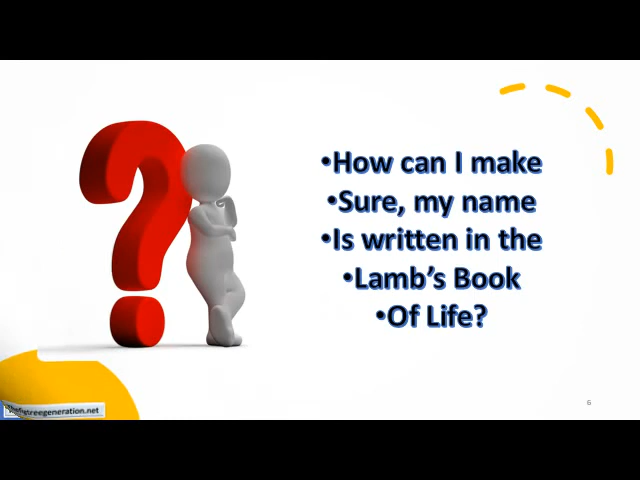 •How can I make
•Sure, my name
•Is written in the
•Lamb's Book
•Of Life?
6